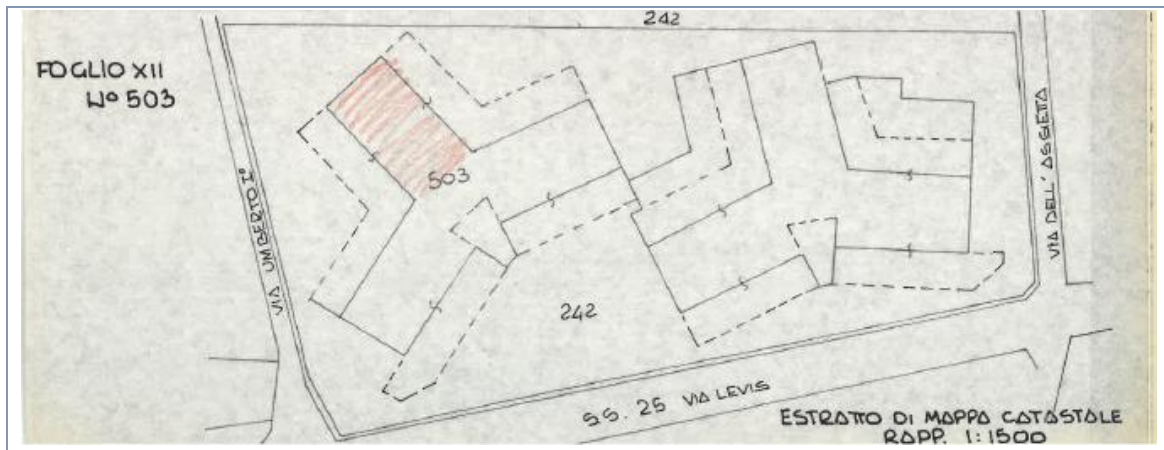 242
FOGLIO XII
N° 503
503
VIA UMBERTO I°
VIA DELL' ASSIETTA
242
SS. 25 VIA LEVIS
ESTRATTO DI MAPPA CATASTALE
RAPP. 1:1500